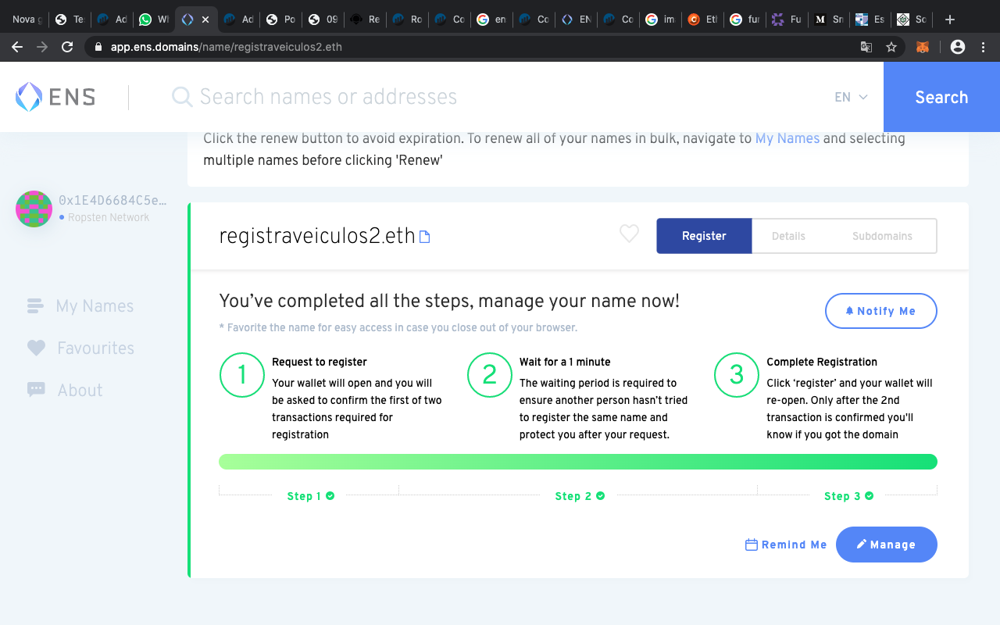 Nova g Te Ad Wh Ad Po 09 Re Ro Co en Co EN Co im Eth fur Fu Sn Es So
app.ens.domains/name/registraveiculos2.eth
ENS
Search names or addresses
EN
Search
Click the renew button to avoid expiration. To renew all of your names in bulk, navigate to My Names and selecting
multiple names before clicking 'Renew'
0x1E4D6684C5e...
Ropsten Network
My Names
Favourites
About
registraveiculos2.eth
Register
Details
Subdomains
You’ve completed all the steps, manage your name now!
* Favorite the name for easy access in case you close out of your browser.
Notify Me
1
Request to register
Your wallet will open and you will
be asked to confirm the first of two
transactions required for
registration
2
Wait for a 1 minute
The waiting period is required to
ensure another person hasn’t tried
to register the same name and
protect you after your request.
3
Complete Registration
Click ‘register’ and your wallet will
re-open. Only after the 2nd
transaction is confirmed you'll
know if you got the domain
Step 1
Step 2
Step 3
Remind Me
Manage